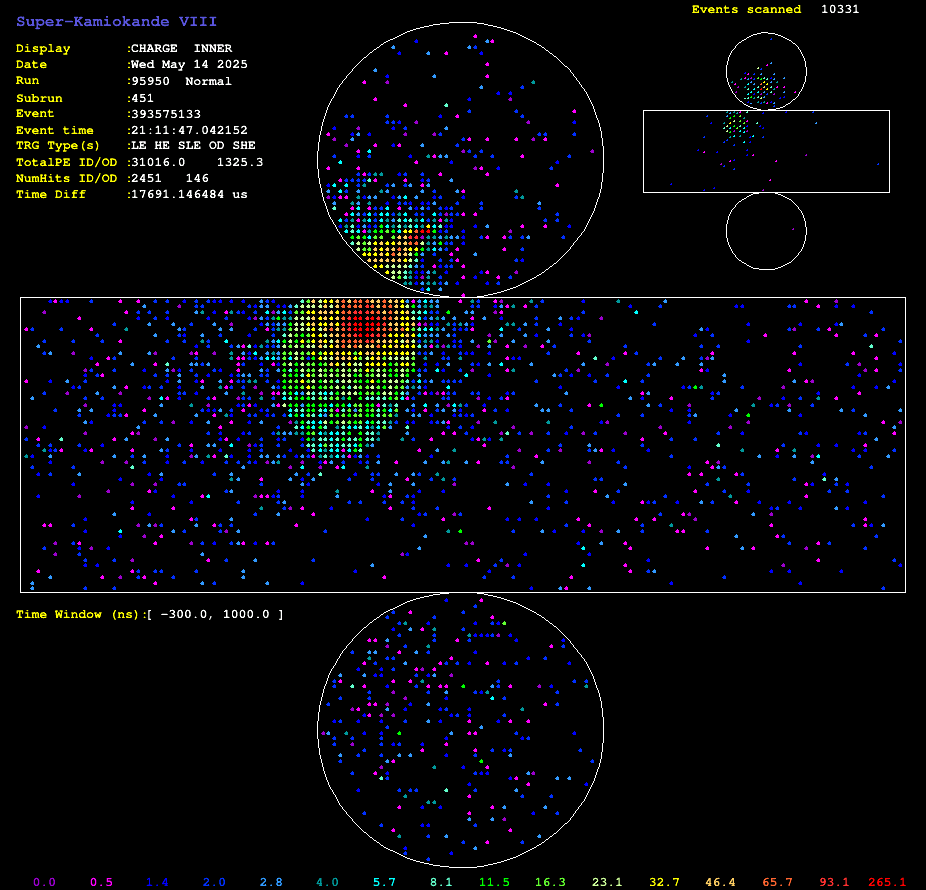 Super-Kamiokande VIII
Display :CHARGE INNER
Date :Wed May 14 2025
Run :95950 Normal
Subrun :451
Event :393575133
Event time :21:11:47.042152
TRG Type(s) :LE HE SLE OD SHE
TotalPE ID/OD :31016.0 1325.3
NumHits ID/OD :2451 146
Time Diff :17691.146484 us
Events scanned 10331
Time Window (ns):[ -300.0, 1000.0 ]
0.0 0.5 1.4 2.0 2.8 4.0 5.7 8.1 11.5 16.3 23.1 32.7 46.4 65.7 93.1 265.1